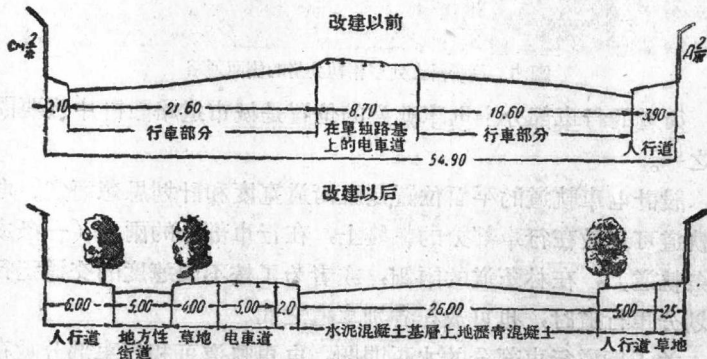 改建以前
2.10 21.60 8.70 18.60 3.90
行車部分 在單独路基 行車部分 人行道
上的电車道
54.90
改建以后
6.00 5.00 4.00 5.00 2.0 26.00 5.00 2.5
人行道 地方性 草地 电車道 水泥混凝土基層上地瀝青混凝土 人行道 草地
街道